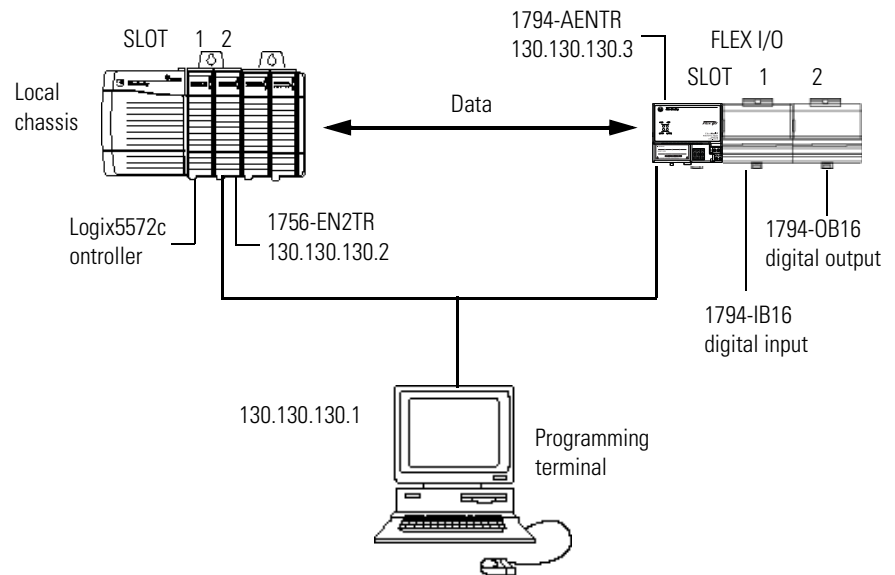 1794-AENTR
130.130.130.3
SLOT 1 2
FLEX I/O
SLOT 1 2
Local
chassis
Data
Logix5572c
ontroller
1756-EN2TR
130.130.130.2
1794-OB16
digital output
1794-IB16
digital input
130.130.130.1
Programming
terminal